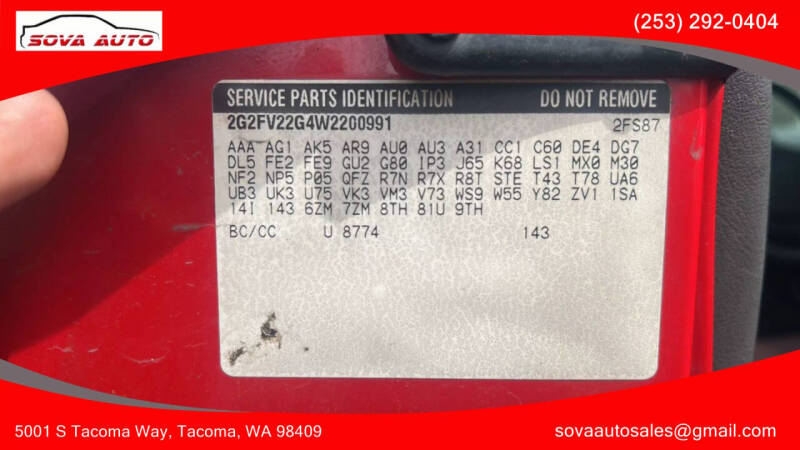 SOVA AUTO
(253) 292-0404
SERVICE PARTS IDENTIFICATION DO NOT REMOVE
2G2FV22G4W2200991 2FS87
AAA AG1 AK5 AR9 AU0 AU3 A31 CC1 C60 DE4 DG7
DL5 FE2 FE9 GU2 G80 IP3 J65 K68 LS1 MX0 M30
NF2 NP5 P05 QFZ R7N R7X R8T STE T43 T78 UA6
UB3 UK3 U75 VK3 VM3 V73 WS9 W55 Y82 ZV1 1SA
14I 143 6ZM 7ZM 8TH 81U 9TH
BC/CC U 8774 143
5001 S Tacoma Way, Tacoma, WA 98409
sovaautosales@gmail.com